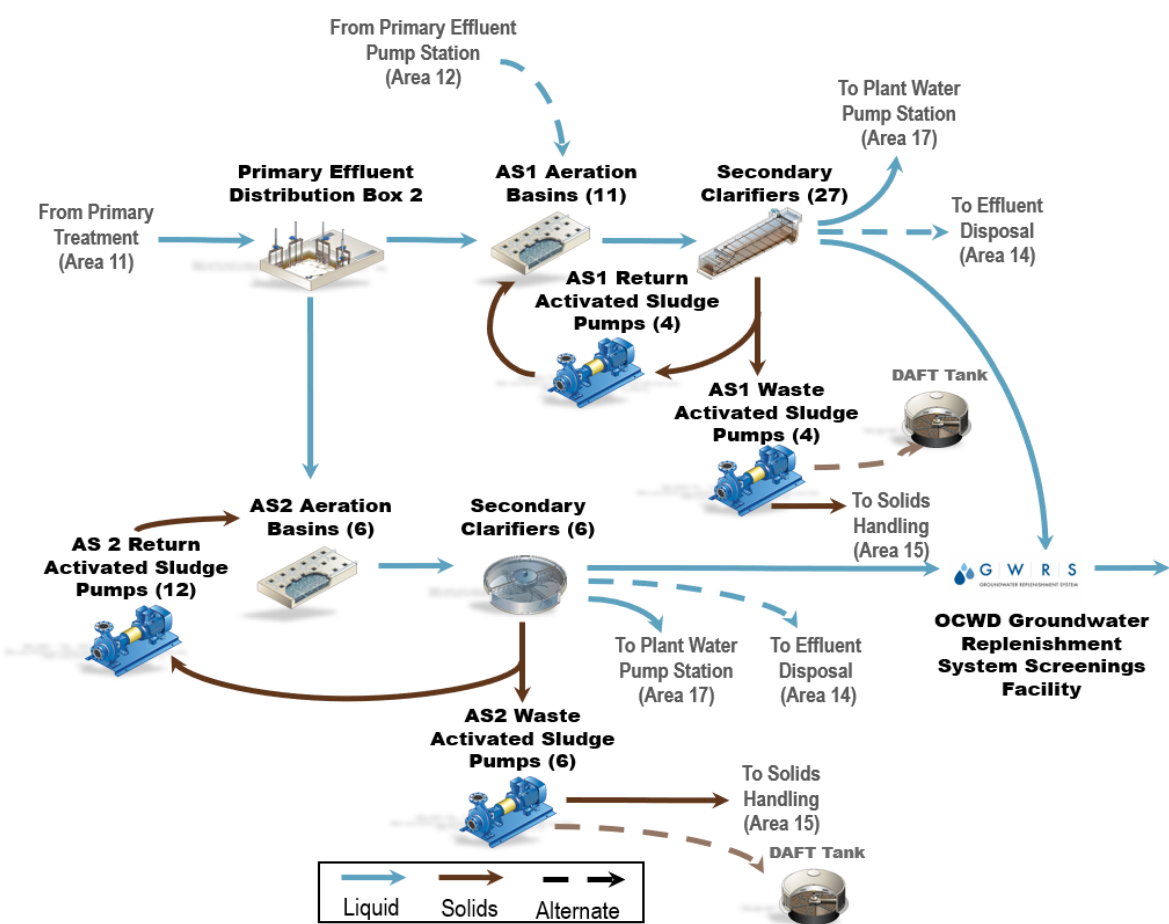 From Primary Effluent
Pump Station
(Area 12)
To Plant Water
Pump Station
(Area 17)
Primary Effluent
Distribution Box 2
AS1 Aeration
Basins (11)
Secondary
Clarifiers (27)
From Primary
Treatment
(Area 11)
To Effluent
Disposal
(Area 14)
AS1 Return
Activated Sludge
Pumps (4)
AS1 Waste
Activated Sludge
Pumps (4)
DAFT Tank
To Solids
Handling
(Area 15)
AS2 Aeration
Basins (6)
Secondary
Clarifiers (6)
AS 2 Return
Activated Sludge
Pumps (12)
G W R S
GROUNDWATER REPLENISHMENT SYSTEM
OCWD Groundwater
Replenishment
System Screenings
Facility
To Plant Water
Pump Station
(Area 17)
To Effluent
Disposal
(Area 14)
AS2 Waste
Activated Sludge
Pumps (6)
To Solids
Handling
(Area 15)
DAFT Tank
Liquid
Solids
Alternate